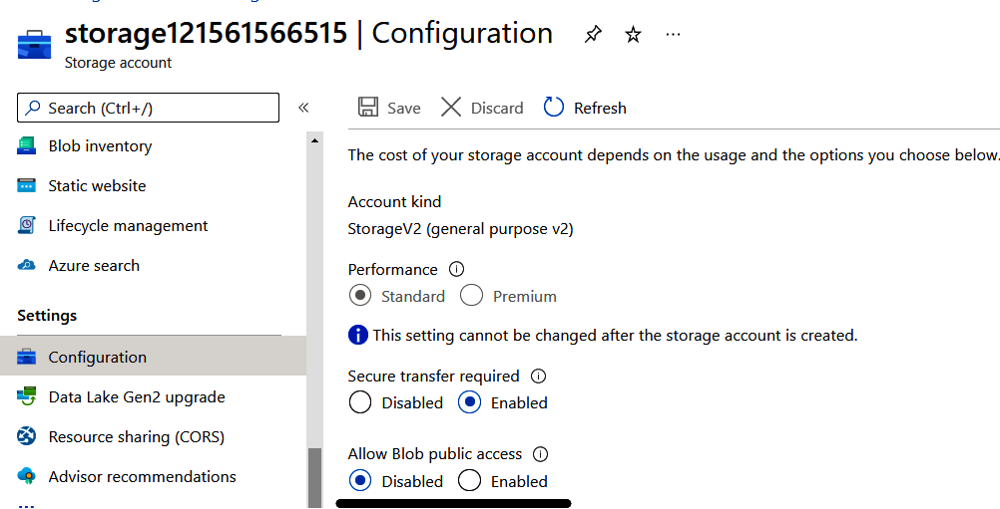 storage121561566515 | Configuration
Storage account
Search (Ctrl+/)
Blob inventory
Static website
Lifecycle management
Azure search
Settings
Configuration
Data Lake Gen2 upgrade
Resource sharing (CORS)
Advisor recommendations
Save Discard Refresh
The cost of your storage account depends on the usage and the options you choose below.
Account kind
StorageV2 (general purpose v2)
Performance
Standard Premium
This setting cannot be changed after the storage account is created.
Secure transfer required
Disabled Enabled
Allow Blob public access
Disabled Enabled